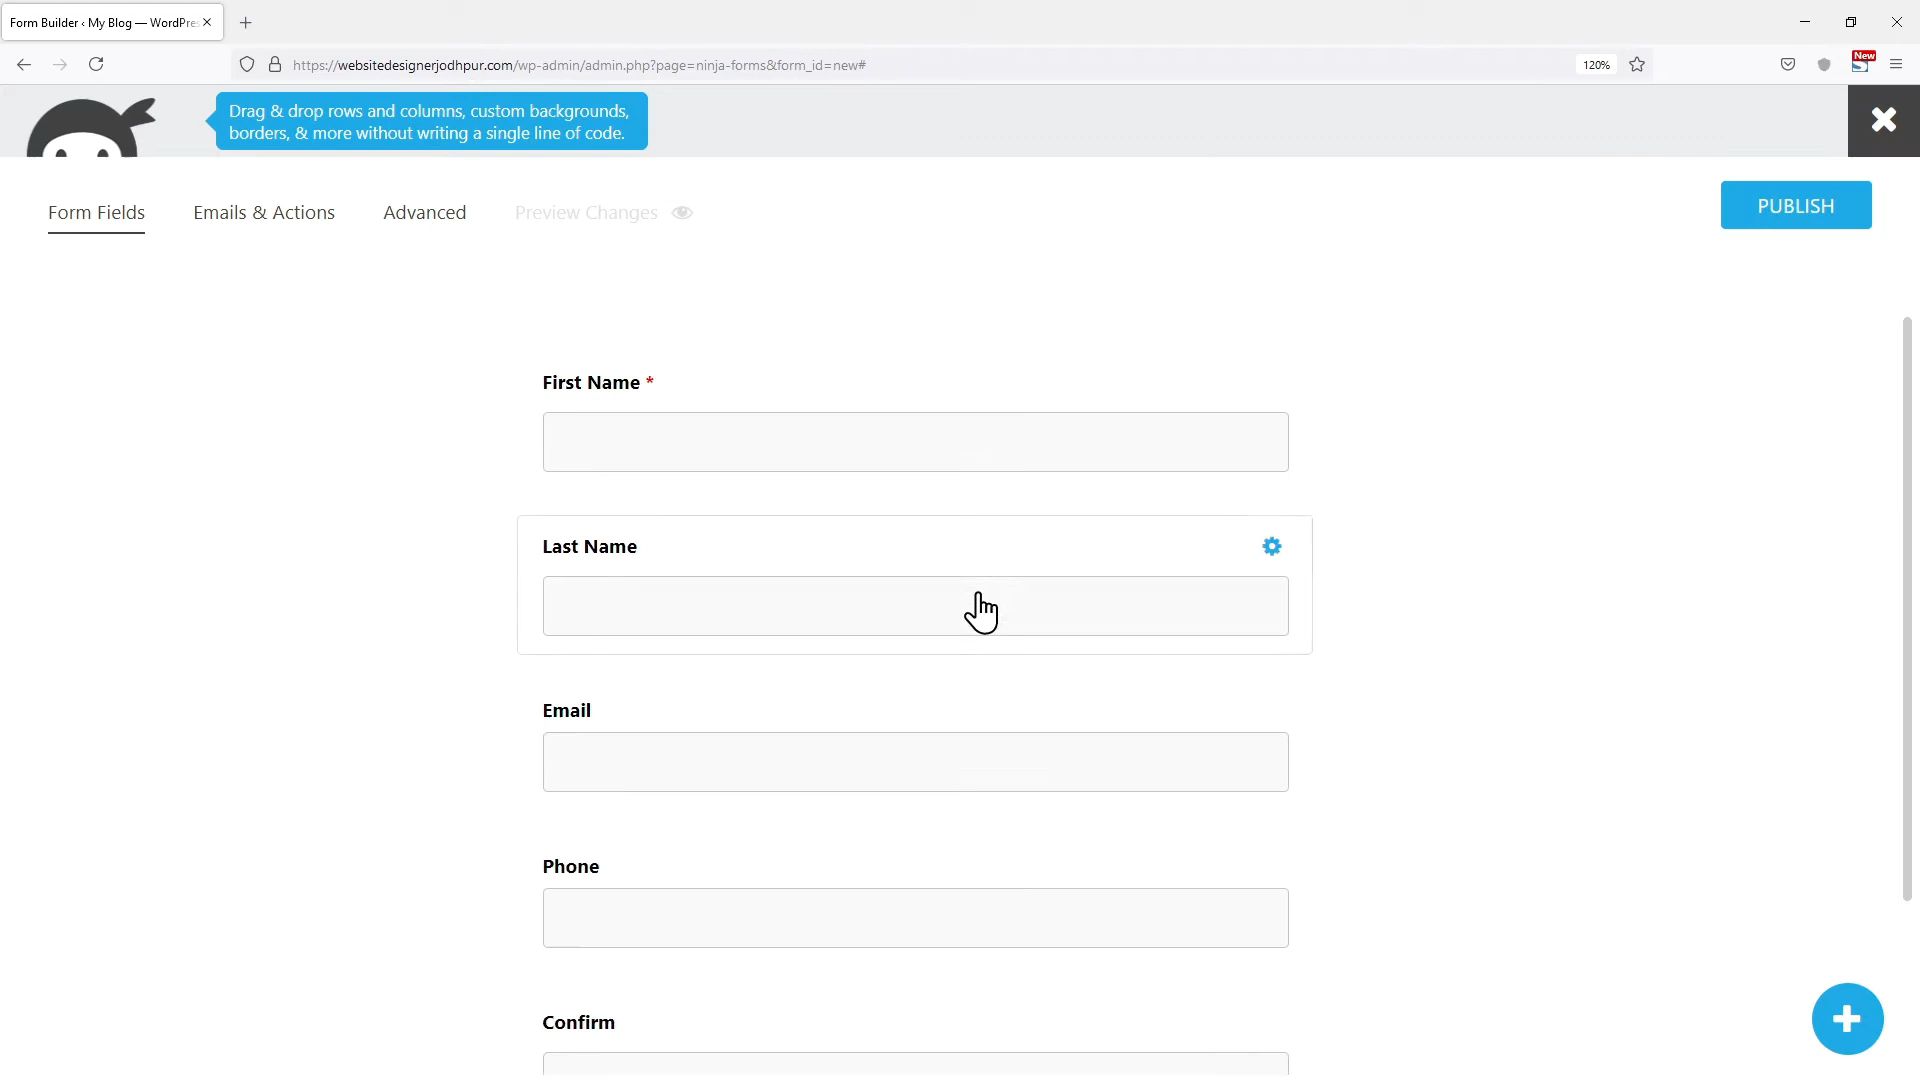 Form Builder ‹ My Blog — WordPres
https://websitedesignerjodhpur.com/wp-admin/admin.php?page=ninja-forms&form_id=new#
120%
New
Drag & drop rows and columns, custom backgrounds,
borders, & more without writing a single line of code.
Form Fields
Emails & Actions
Advanced
Preview Changes
PUBLISH
First Name *
Last Name
Email
Phone
Confirm